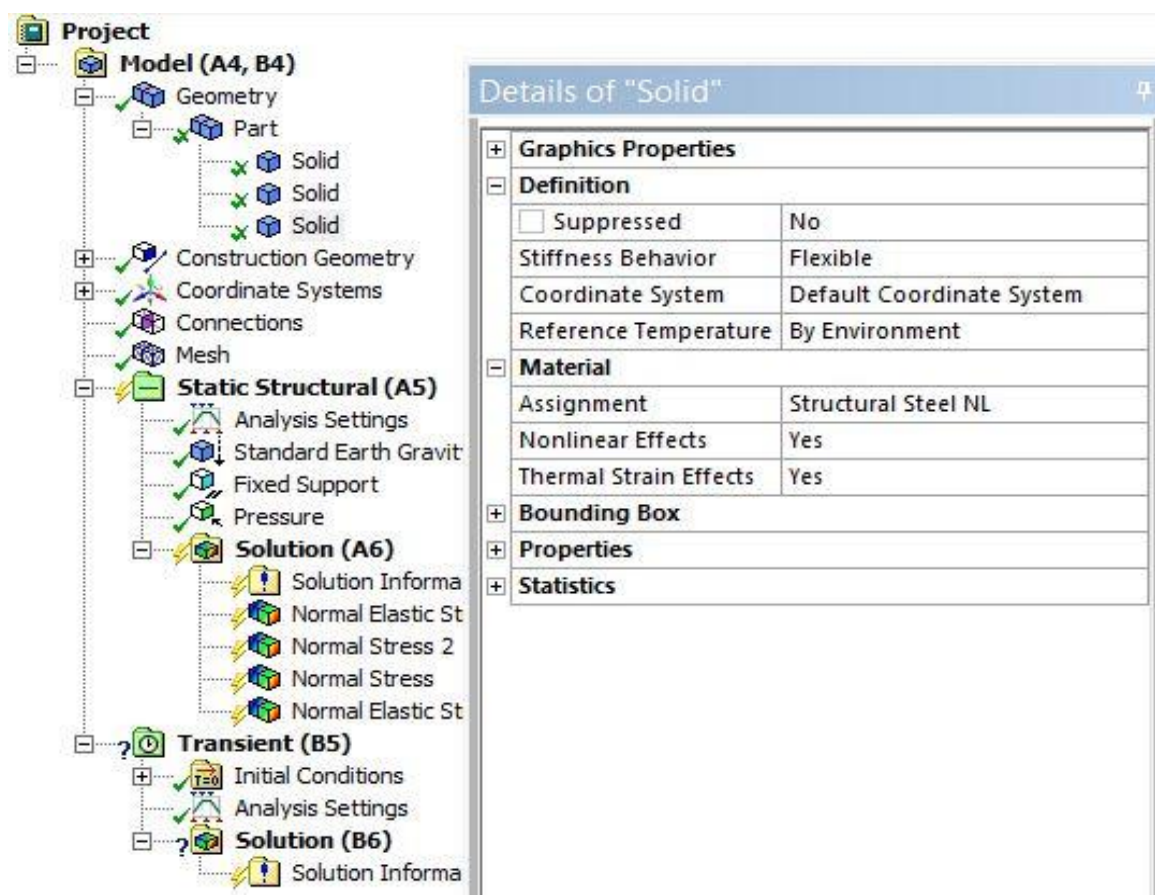 Project
Model (A4, B4)
Geometry
Part
Solid
Solid
Solid
Construction Geometry
Coordinate Systems
Connections
Mesh
Static Structural (A5)
Analysis Settings
Standard Earth Gravit
Fixed Support
Pressure
Solution (A6)
Solution Informa
Normal Elastic St
Normal Stress 2
Normal Stress
Normal Elastic St
Transient (B5)
T=0 Initial Conditions
Analysis Settings
Solution (B6)
Solution Informa
Details of "Solid"
Graphics Properties
Definition
Suppressed No
Stiffness Behavior Flexible
Coordinate System Default Coordinate System
Reference Temperature By Environment
Material
Assignment Structural Steel NL
Nonlinear Effects Yes
Thermal Strain Effects Yes
Bounding Box
Properties
Statistics